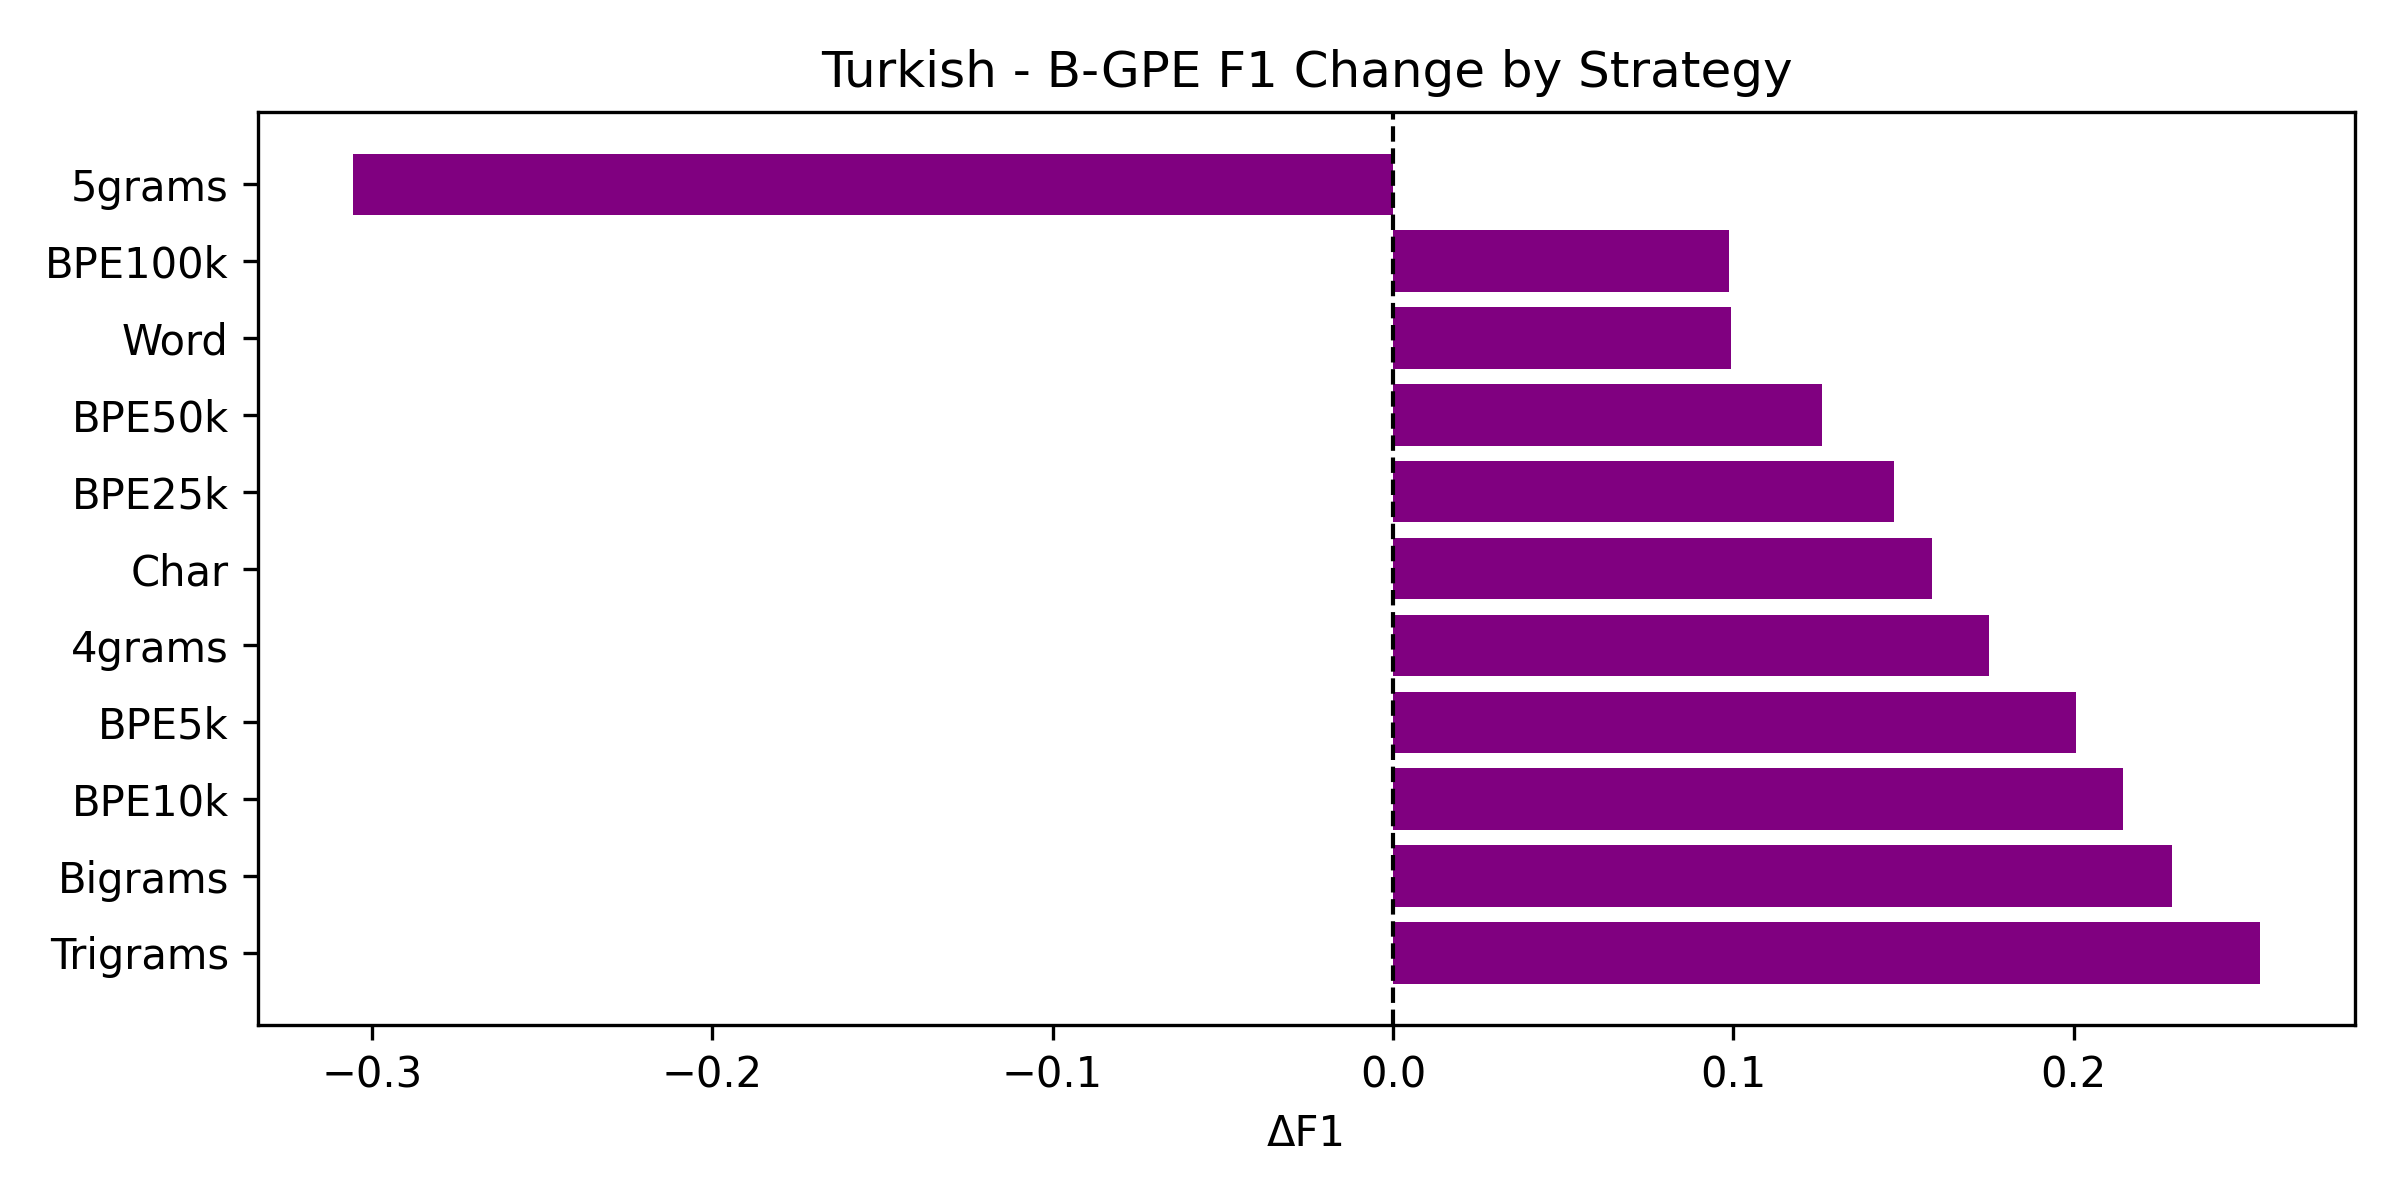 Turkish - B-GPE F1 Change by Strategy
5grams
BPE100k
Word
BPE50k
BPE25k
Char
4grams
BPE5k
BPE10k
Bigrams
Trigrams
−0.3 −0.2 −0.1 0.0 0.1 0.2
ΔF1